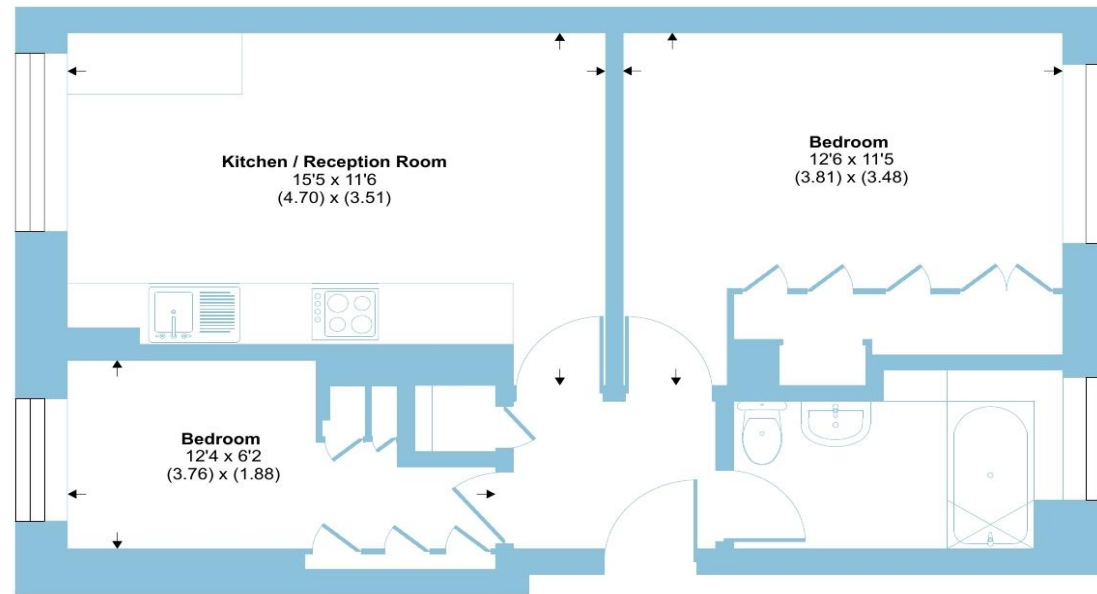 Kitchen / Reception Room
15'5 x 11'6
(4.70) x (3.51)
Bedroom
12'6 x 11'5
(3.81) x (3.48)
Bedroom
12'4 x 6'2
(3.76) x (1.88)